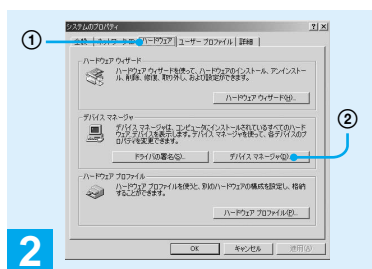 システムのプロパティ
① 全般 ネットワーク ID ハードウェア ユーザー プロファイル 詳細
ハードウェア ウィザード
ハードウェア ウィザードを使って、ハードウェアのインストール、アンインストー
ル、削除、修復、取り外し、および設定ができます。
ハードウェア ウィザード(H)...
デバイス マネージャ
②
デバイス マネージャは、コンピュータにインストールされているすべてのハード
ウェア デバイスを表示します。デバイス マネージャを使って、各デバイスのプ
ロパティを変更できます。
ドライバの署名(S)... デバイス マネージャ(D)...
ハードウェア プロファイル
ハードウェア プロファイルを使うと、別のハードウェアの構成を設定し、格納
することができます。
ハードウェア プロファイル(P)...
2
OK キャンセル 適用(A)